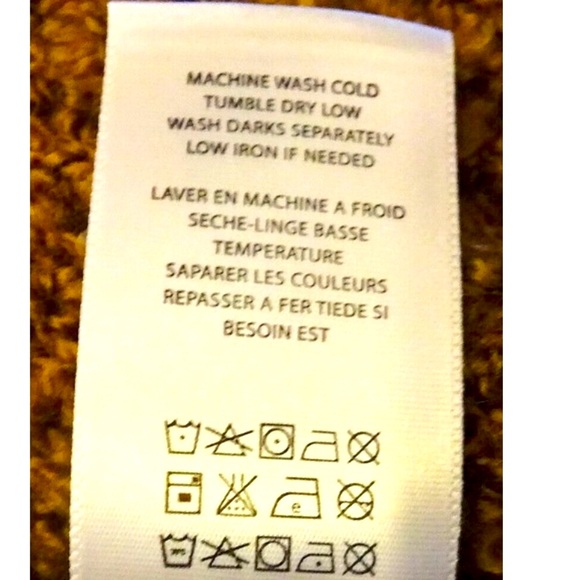 MACHINE WASH COLD
TUMBLE DRY LOW
WASH DARKS SEPARATELY
LOW IRON IF NEEDED
LAVER EN MACHINE A FROID
SECHE-LINGE BASSE
TEMPERATURE
SAPARER LES COULEURS
REPASSER A FER TIEDE SI
BESOIN EST